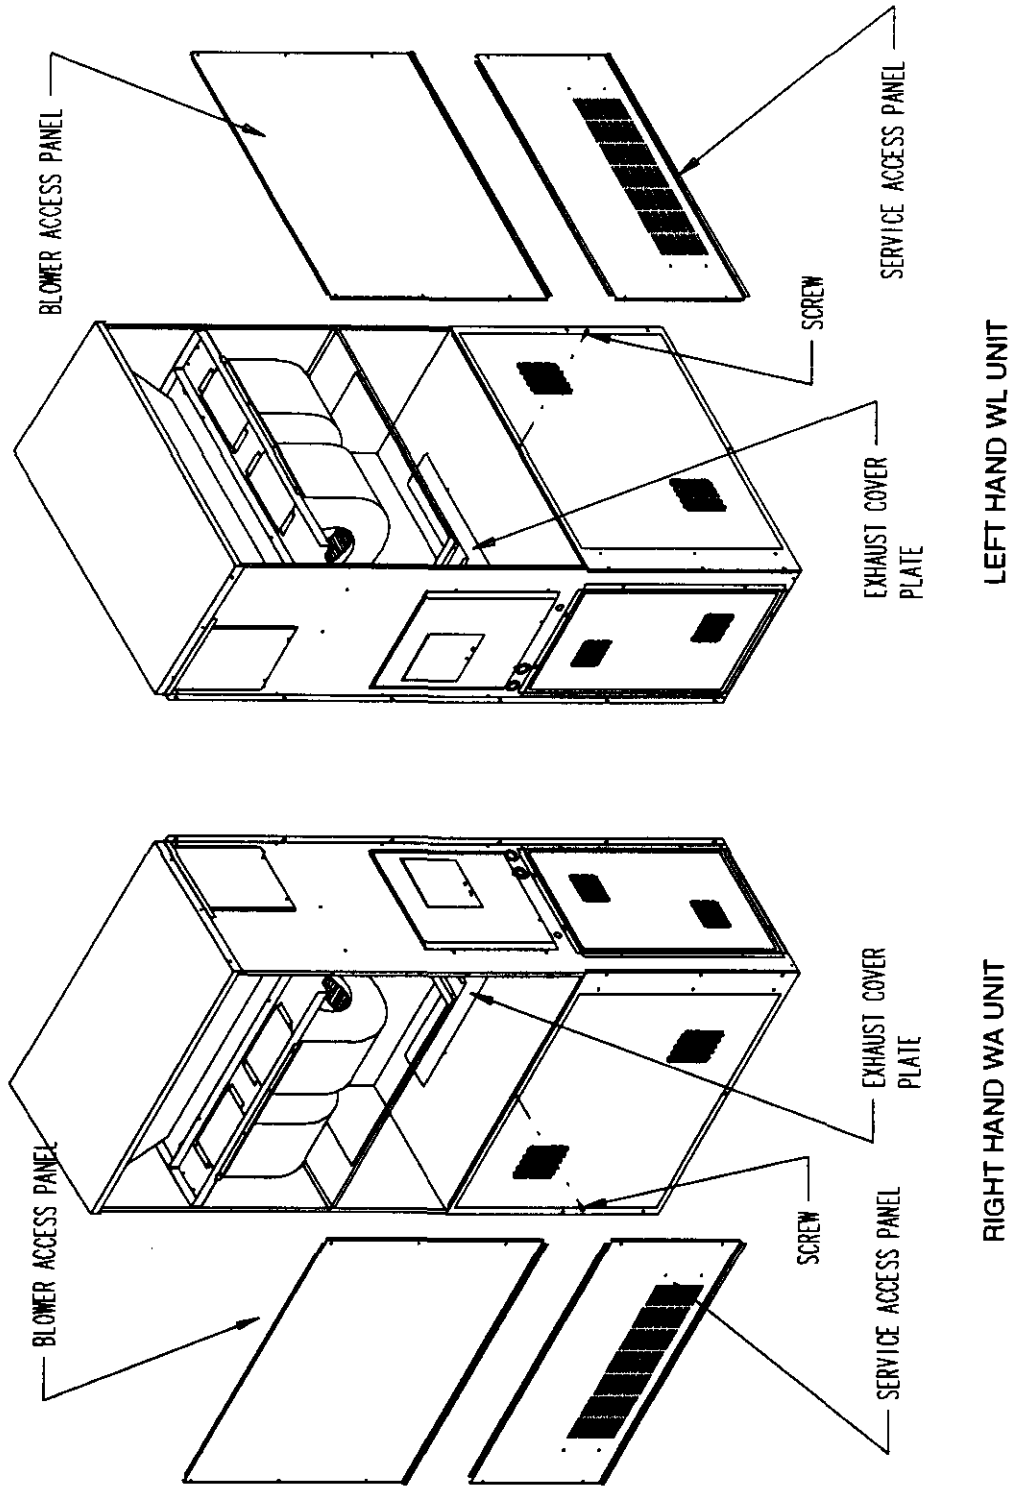 BLOWER ACCESS PANEL
SERVICE ACCESS PANEL
SCREW
EXHAUST COVER
PLATE
LEFT HAND WL UNIT
BLOWER ACCESS PANEL
EXHAUST COVER
PLATE
SCREW
SERVICE ACCESS PANEL
RIGHT HAND WA UNIT